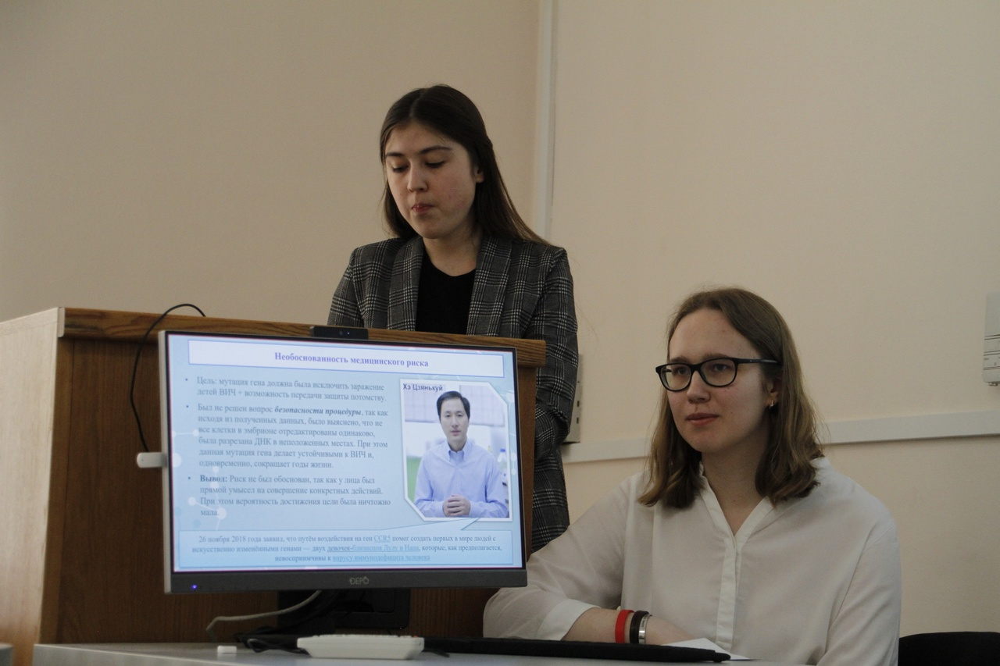 Необоснованность медицинского риска
Цель: мутация гена должна была исключить заражение
детей ВИЧ + возможность передачи защиты потомству.
Был не решен вопрос безопасности процедуры, так как
исходя из полученных данных, было выяснено, что не
все клетки в эмбрионе отредактированы одинаково,
была разрезана ДНК в неположенных местах. При этом
данная мутация гена делает устойчивыми к ВИЧ и,
одновременно, сокращает годы жизни.
Вывод: Риск не был обоснован, так как у лица был
прямой умысел на совершение конкретных действий.
При этом вероятность достижения цели была ничтожно
мала.
Хэ Цзянькуй
26 ноября 2018 года заявил, что путём воздействия на ген CCR5 помог создать первых в мире людей с
искусственно изменёнными генами — двух девочек-близнецов Лулу и Нана, которые, как предполагается,
невосприимчивы к вирусу иммунодефицита человека
DEPO